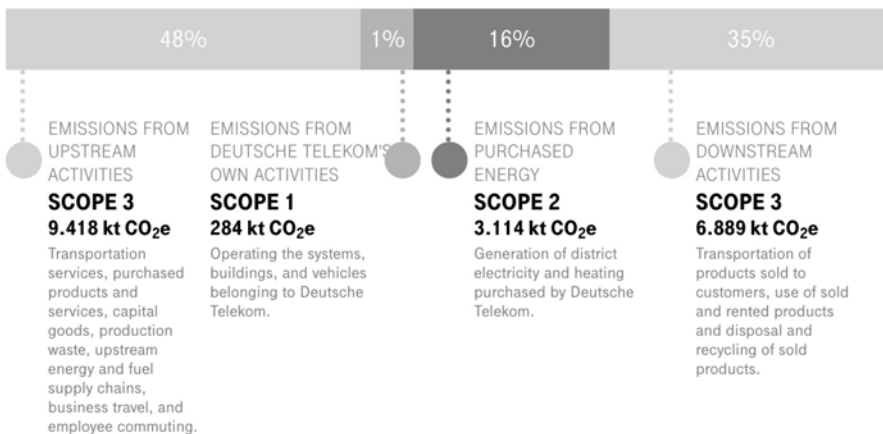 48%
1%
16%
35%
EMISSIONS FROM
UPSTREAM
ACTIVITIES
SCOPE 3
9.418 kt CO₂e
Transportation
services, purchased
products and
services, capital
goods, production
waste, upstream
energy and fuel
supply chains,
business travel, and
employee commuting.
EMISSIONS FROM
DEUTSCHE TELEKOM'S
OWN ACTIVITIES
SCOPE 1
284 kt CO₂e
Operating the systems,
buildings, and vehicles
belonging to Deutsche
Telekom.
EMISSIONS FROM
PURCHASED
ENERGY
SCOPE 2
3.114 kt CO₂e
Generation of district
electricity and heating
purchased by Deutsche
Telekom.
EMISSIONS FROM
DOWNSTREAM
ACTIVITIES
SCOPE 3
6.889 kt CO₂e
Transportation of
products sold to
customers, use of sold
and rented products
and disposal and
recycling of sold
products.